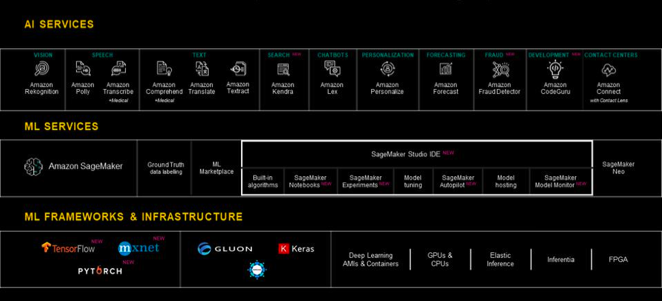 AI SERVICES
VISION
SPEECH
TEXT
SEARCH NEW
CHATBOTS
PERSONALIZATION
FORECASTING
FRAUD NEW
DEVELOPMENT NEW
CONTACT CENTERS
Amazon
Rekognition
Amazon
Polly
Amazon
Transcribe
+Medical
Amazon
Comprehend
+Medical
Amazon
Translate
Amazon
Textract
Amazon
Kendra
Amazon
Lex
Amazon
Personalize
Amazon
Forecast
Amazon
Fraud Detector
Amazon
CodeGuru
Amazon
Connect
with Contact Lens
ML SERVICES
Amazon SageMaker
Ground Truth
data labelling
ML
Marketplace
SageMaker Studio IDE NEW
Built-in
algorithms
SageMaker
Notebooks NEW
SageMaker
Experiments NEW
Model
tuning
SageMaker
Autopilot NEW
Model
hosting
SageMaker
Model Monitor NEW
SageMaker
Neo
ML FRAMEWORKS & INFRASTRUCTURE
TensorFlow NEW
mxnet NEW
PYTORCH NEW
GLUON
K Keras
Deep Learning
AMIs & Containers
GPUs &
CPUs
Elastic
Inference
Inferentia
FPGA